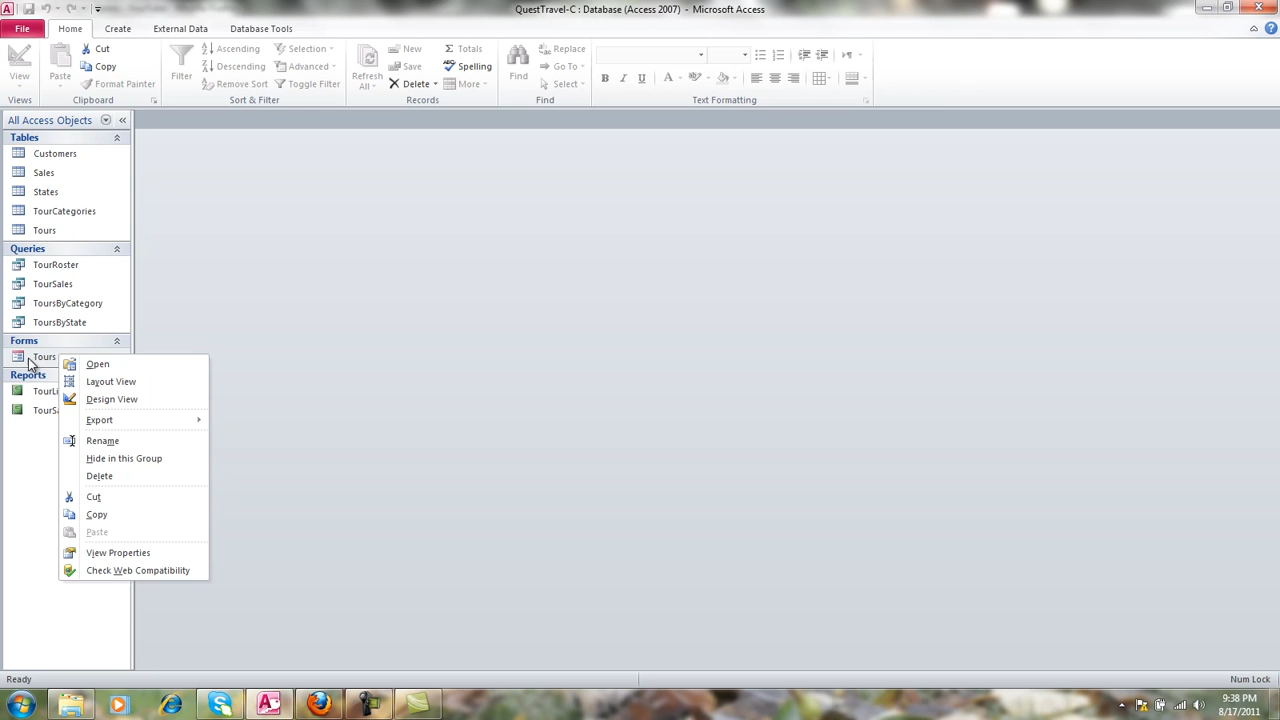 QuestTravel-C : Database (Access 2007) - Microsoft Access
File Home Create External Data Database Tools
View
Views
Paste
Cut
Copy
Format Painter
Clipboard
Filter
Ascending
Descending
Remove Sort
Selection
Advanced
Toggle Filter
Sort & Filter
Refresh
All
New
Save
Delete
Totals
Spelling
More
Records
Find
Replace
Go To
Select
Find
Text Formatting
All Access Objects
Tables
Customers
Sales
States
TourCategories
Tours
Queries
TourRoster
TourSales
ToursByCategory
ToursByState
Forms
Tours
Reports
TourLi
TourSa
Open
Layout View
Design View
Export
Rename
Hide in this Group
Delete
Cut
Copy
Paste
View Properties
Check Web Compatibility
Ready
Num Lock
9:38 PM
8/17/2011